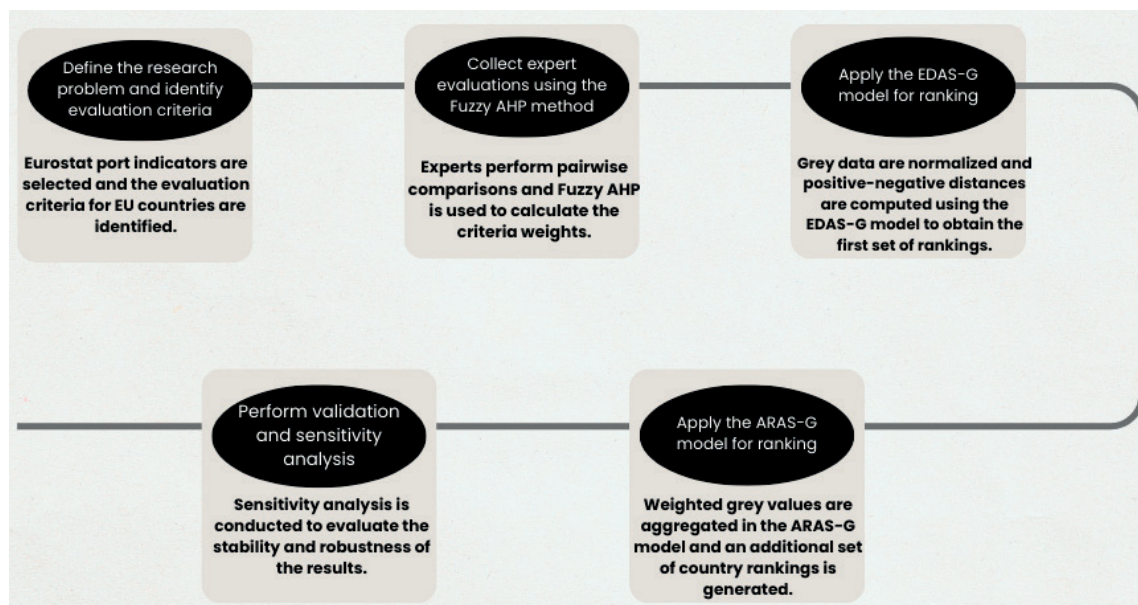 Define the research
problem and identify
evaluation criteria
Eurostat port indicators are
selected and the evaluation
criteria for EU countries are
identified.
Collect expert
evaluations using the
Fuzzy AHP method
Experts perform pairwise
comparisons and Fuzzy AHP
is used to calculate the
criteria weights.
Apply the EDAS-G
model for ranking
Grey data are normalized and
positive-negative distances
are computed using the
EDAS-G model to obtain the
first set of rankings.
Apply the ARAS-G
model for ranking
Weighted grey values are
aggregated in the ARAS-G
model and an additional set
of country rankings is
generated.
Perform validation
and sensitivity
analysis
Sensitivity analysis is
conducted to evaluate the
stability and robustness of
the results.